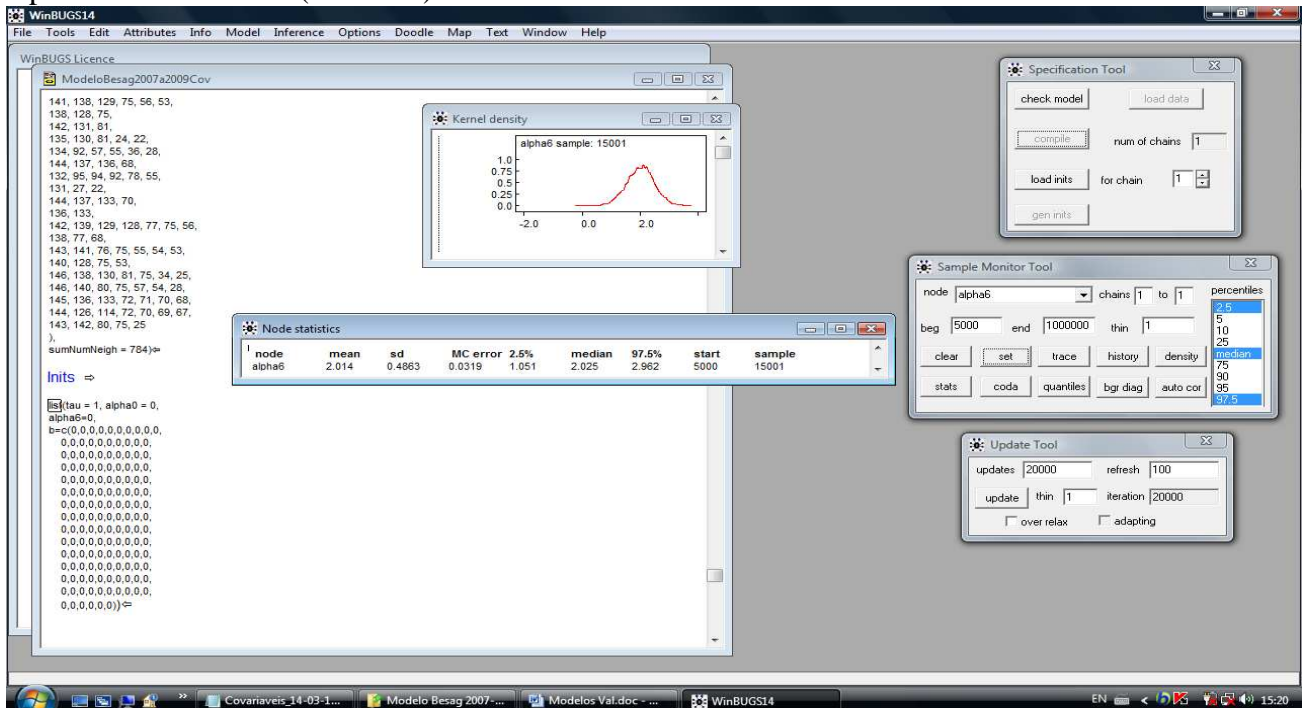 WinBUGS14
File Tools Edit Attributes Info Model Inference Options Doodle Map Text Window Help
WinBUGS Licence
ModeloBesag2007a2009Cov
141, 138, 129, 75, 56, 53,
138, 128, 75,
142, 131, 81,
135, 130, 81, 24, 22,
134, 92, 57, 55, 36, 28,
144, 137, 136, 68,
132, 95, 94, 92, 78, 55,
131, 27, 22,
144, 137, 133, 70,
136, 133,
142, 139, 129, 128, 77, 75, 56,
138, 77, 68,
143, 141, 76, 75, 55, 54, 53,
140, 128, 75, 53,
146, 138, 130, 81, 75, 34, 25,
146, 140, 80, 75, 57, 54, 28,
145, 136, 133, 72, 71, 70, 68,
144, 126, 114, 72, 70, 69, 67,
143, 142, 80, 75, 25
),
sumNumNeigh = 784)⇦
Inits ⇨
list(tau = 1, alpha0 = 0,
alpha6=0,
b=c(0,0,0,0,0,0,0,0,0,0,0,
0,0,0,0,0,0,0,0,0,0,0,
0,0,0,0,0,0,0,0,0,0,0,
0,0,0,0,0,0,0,0,0,0,0,
0,0,0,0,0,0,0,0,0,0,0,
0,0,0,0,0,0,0,0,0,0,0,
0,0,0,0,0,0,0,0,0,0,0,
0,0,0,0,0,0,0,0,0,0,0,
0,0,0,0,0,0,0,0,0,0,0,
0,0,0,0,0,0,0,0,0,0,0,
0,0,0,0,0,0,0,0,0,0,0,
0,0,0,0,0,0,0,0,0,0,0,
0,0,0,0,0,0,0,0,0,0,0,
0,0,0,0,0,0,0,0,0,0,0,
0,0,0,0,0,0))⇦
Kernel density
alpha6 sample: 15001
1.0
0.75
0.5
0.25
0.0
-2.0 0.0 2.0
Node statistics
node mean sd MC error 2.5% median 97.5% start sample
alpha6 2.014 0.4863 0.0319 1.051 2.025 2.962 5000 15001
Specification Tool
check model load data
compile num of chains 1
load inits for chain 1
gen inits
Sample Monitor Tool
node alpha6 chains 1 to 1 percentiles
beg 5000 end 1000000 thin 1
clear set trace history density
stats coda quantiles bgr diag auto cor
2.5
5
10
25
median
75
90
95
97.5
Update Tool
updates 20000 refresh 100
update thin 1 iteration 20000
over relax adapting
Covariaveis_14-03-1... Modelo Besag 2007-... Modelos Val.doc - ... WinBUGS14 EN 15:20